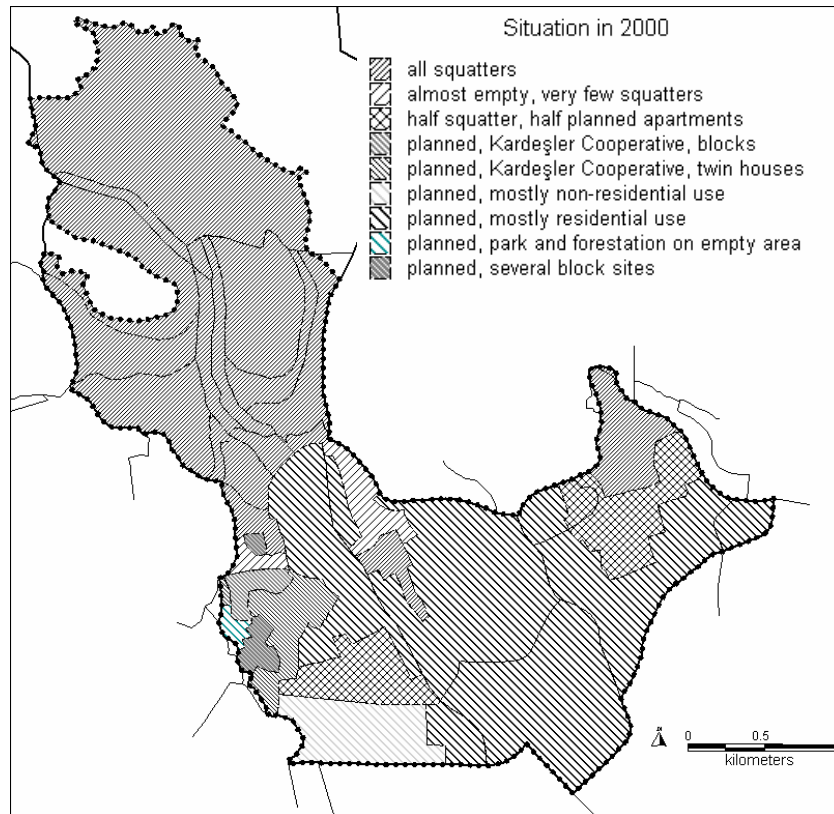 Situation in 2000
all squatters
almost empty, very few squatters
half squatter, half planned apartments
planned, Kardeşler Cooperative, blocks
planned, Kardeşler Cooperative, twin houses
planned, mostly non-residential use
planned, mostly residential use
planned, park and forestation on empty area
planned, several block sites
0 0.5
kilometers